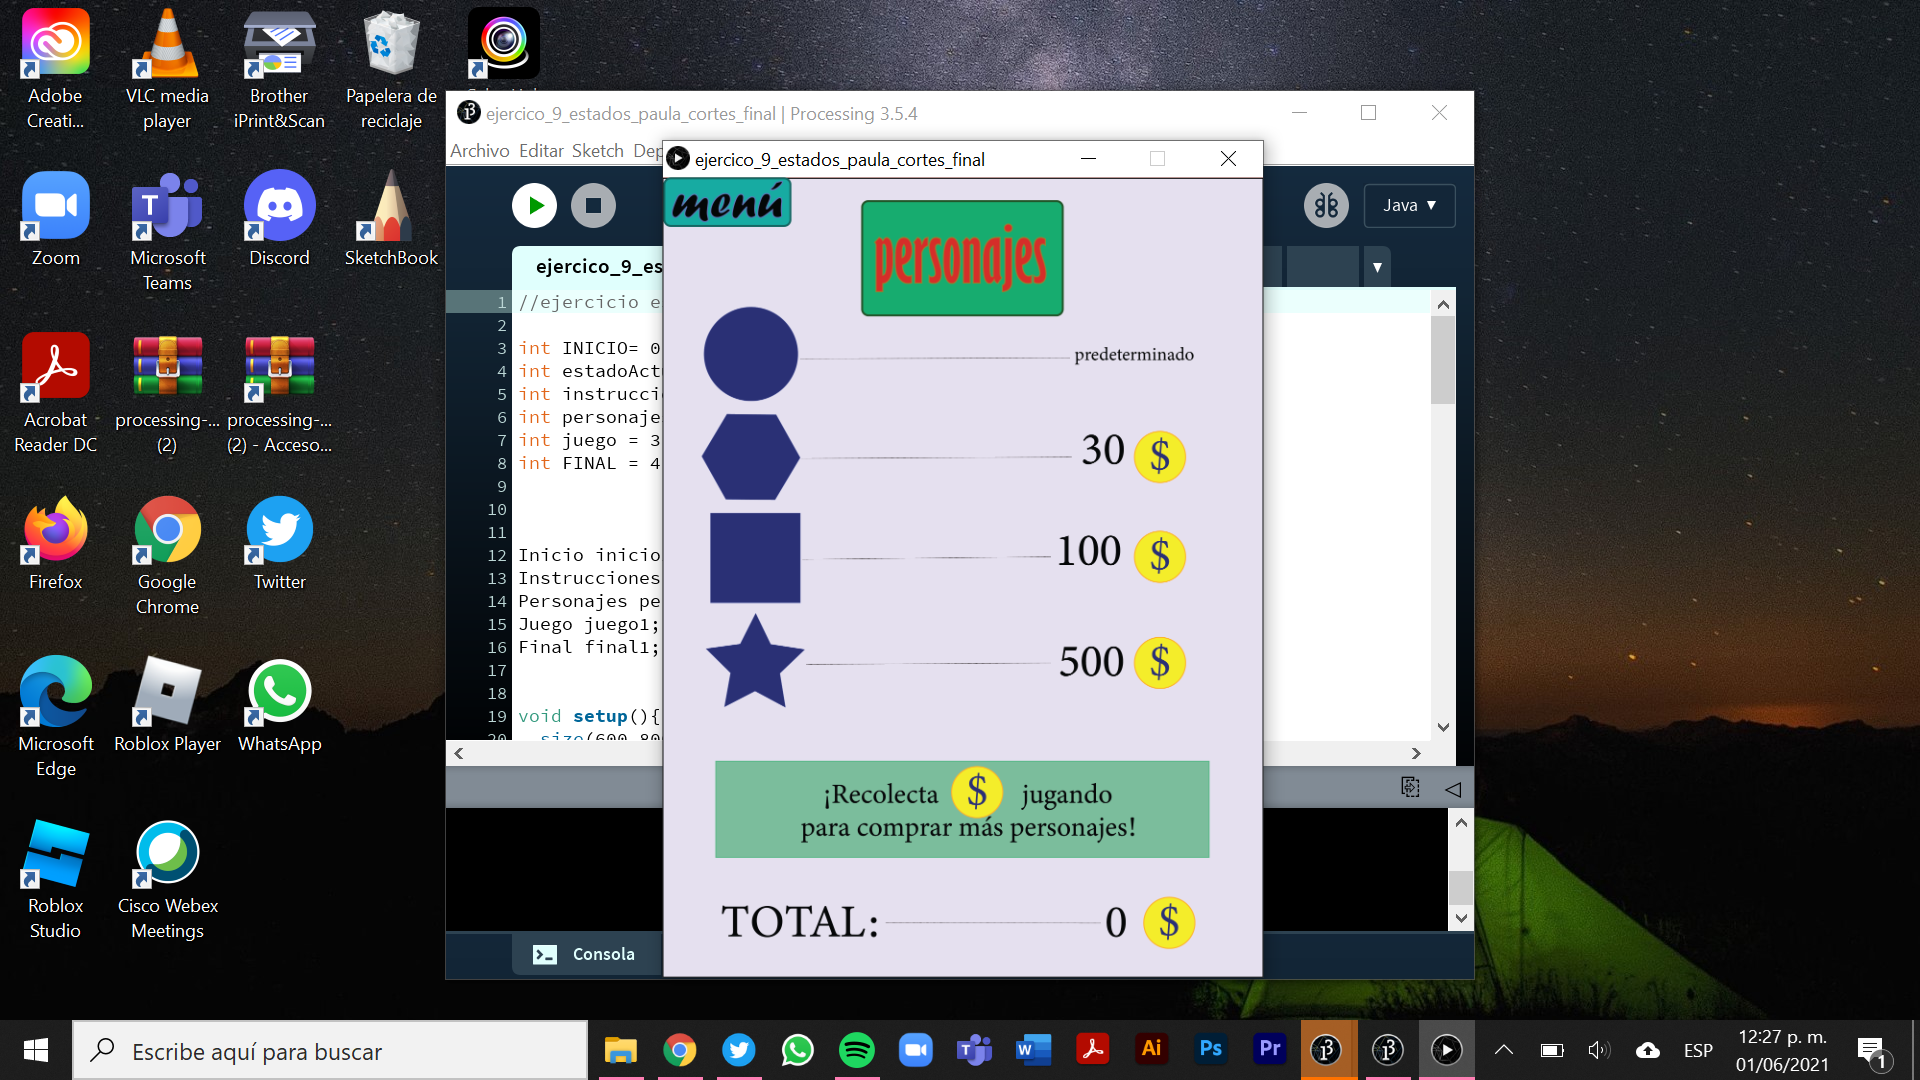 Adobe
Creati...
VLC media
player
Brother
iPrint&Scan
Papelera de
reciclaje
Zoom
Microsoft
Teams
Discord
SketchBook
Acrobat
Reader DC
processing-...
(2)
processing-...
(2) - Acceso...
Firefox
Google
Chrome
Twitter
Microsoft
Edge
Roblox Player
WhatsApp
Roblox
Studio
Cisco Webex
Meetings
ejercico_9_estados_paula_cortes_final | Processing 3.5.4
Archivo Editar Sketch Dep
Java
ejercico_9_es
1 //ejercicio e
2
3 int INICIO= 0
4 int estadoAct
5 int instrucci
6 int personaje
7 int juego = 3
8 int FINAL = 4
9
10
11
12 Inicio inicio
13 Instrucciones
14 Personajes pe
15 Juego juego1;
16 Final final1;
17
18
19 void setup(){
20 size(600,80
Consola
ejercico_9_estados_paula_cortes_final
menú
personajes
predeterminado
30 $
100 $
500 $
¡Recolecta $ jugando
para comprar más personajes!
TOTAL: 0 $
Escribe aquí para buscar
W
Ai
Ps
Pr
ESP
12:27 p. m.
01/06/2021
1